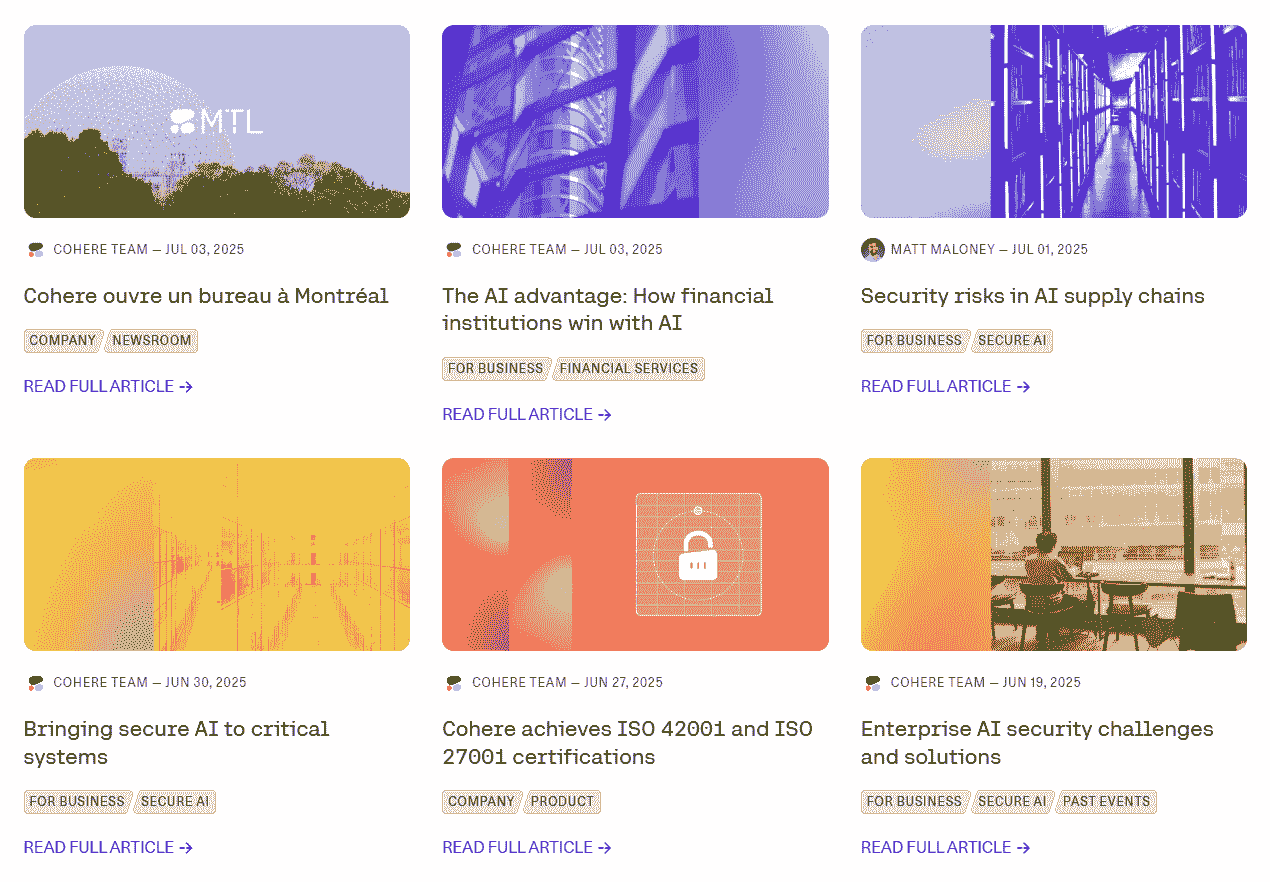 MTL
COHERE TEAM — JUL 03, 2025
Cohere ouvre un bureau à Montréal
COMPANY NEWSROOM
READ FULL ARTICLE →
COHERE TEAM — JUL 03, 2025
The AI advantage: How financial
institutions win with AI
FOR BUSINESS FINANCIAL SERVICES
READ FULL ARTICLE →
MATT MALONEY — JUL 01, 2025
Security risks in AI supply chains
FOR BUSINESS SECURE AI
READ FULL ARTICLE →
COHERE TEAM — JUN 30, 2025
Bringing secure AI to critical
systems
FOR BUSINESS SECURE AI
READ FULL ARTICLE →
COHERE TEAM — JUN 27, 2025
Cohere achieves ISO 42001 and ISO
27001 certifications
COMPANY PRODUCT
READ FULL ARTICLE →
COHERE TEAM — JUN 19, 2025
Enterprise AI security challenges
and solutions
FOR BUSINESS SECURE AI PAST EVENTS
READ FULL ARTICLE →